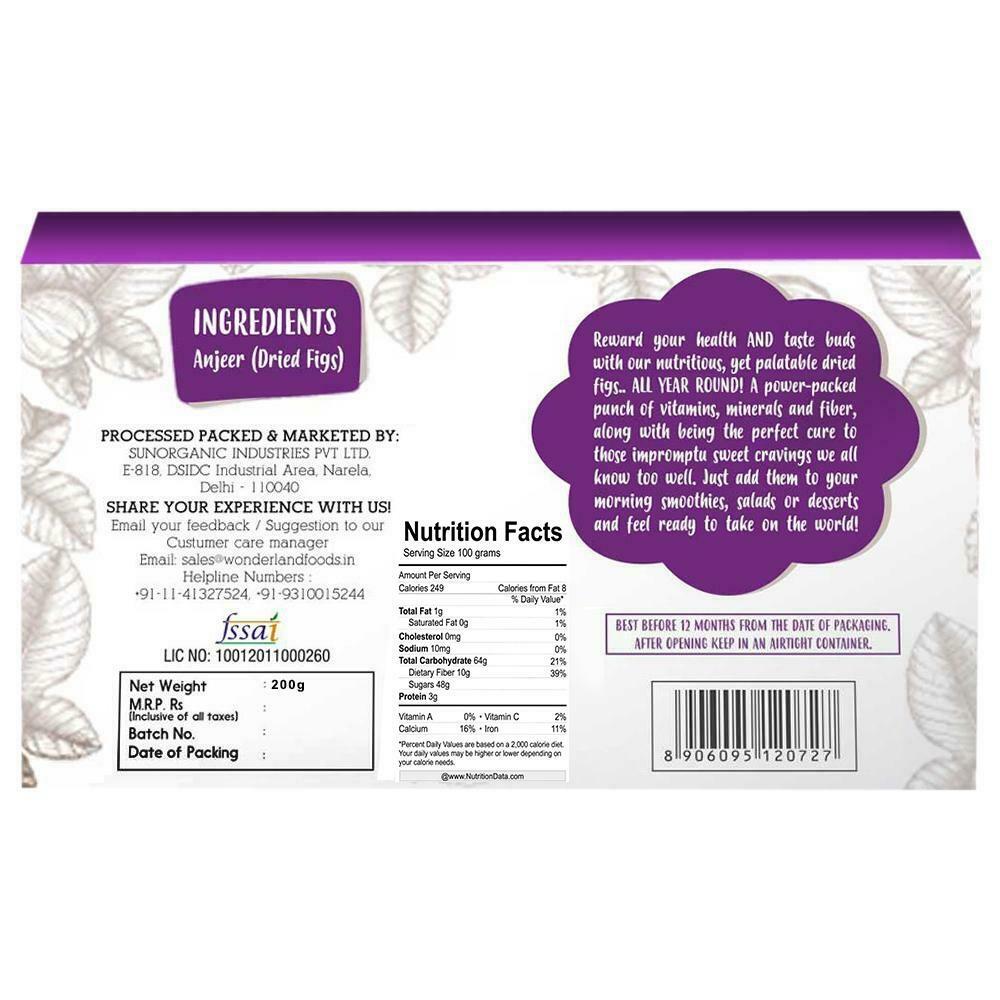 INGREDIENTS
Anjeer (Dried Figs)
PROCESSED PACKED & MARKETED BY:
SUNORGANIC INDUSTRIES PVT LTD.
E-818, DSIDC Industrial Area, Narela,
Delhi - 110040
SHARE YOUR EXPERIENCE WITH US!
Email your feedback / Suggestion to our
Custumer care manager
Email: sales@wonderlandfoods.in
Helpline Numbers :
+91-11-41327524, +91-9310015244
fssai
LIC NO: 10012011000260
Net Weight : 200g
M.R.P. Rs :
(Inclusive of all taxes)
Batch No. :
Date of Packing :
Nutrition Facts
Serving Size 100 grams
Amount Per Serving
Calories 249 Calories from Fat 8
% Daily Value*
Total Fat 1g 1%
Saturated Fat 0g 1%
Cholesterol 0mg 0%
Sodium 10mg 0%
Total Carbohydrate 64g 21%
Dietary Fiber 10g 39%
Sugars 48g
Protein 3g
Vitamin A 0% • Vitamin C 2%
Calcium 16% • Iron 11%
*Percent Daily Values are based on a 2,000 calorie diet.
Your daily values may be higher or lower depending on
your calorie needs.
@www.NutritionData.com
Reward your health AND taste buds
with our nutritious, yet palatable dried
figs.. ALL YEAR ROUND! A power-packed
punch of vitamins, minerals and fiber,
along with being the perfect cure to
those impromptu sweet cravings we all
know too well. Just add them to your
morning smoothies, salads or desserts
and feel ready to take on the world!
BEST BEFORE 12 MONTHS FROM THE DATE OF PACKAGING.
AFTER OPENING KEEP IN AN AIRTIGHT CONTAINER.
8 906095 120727